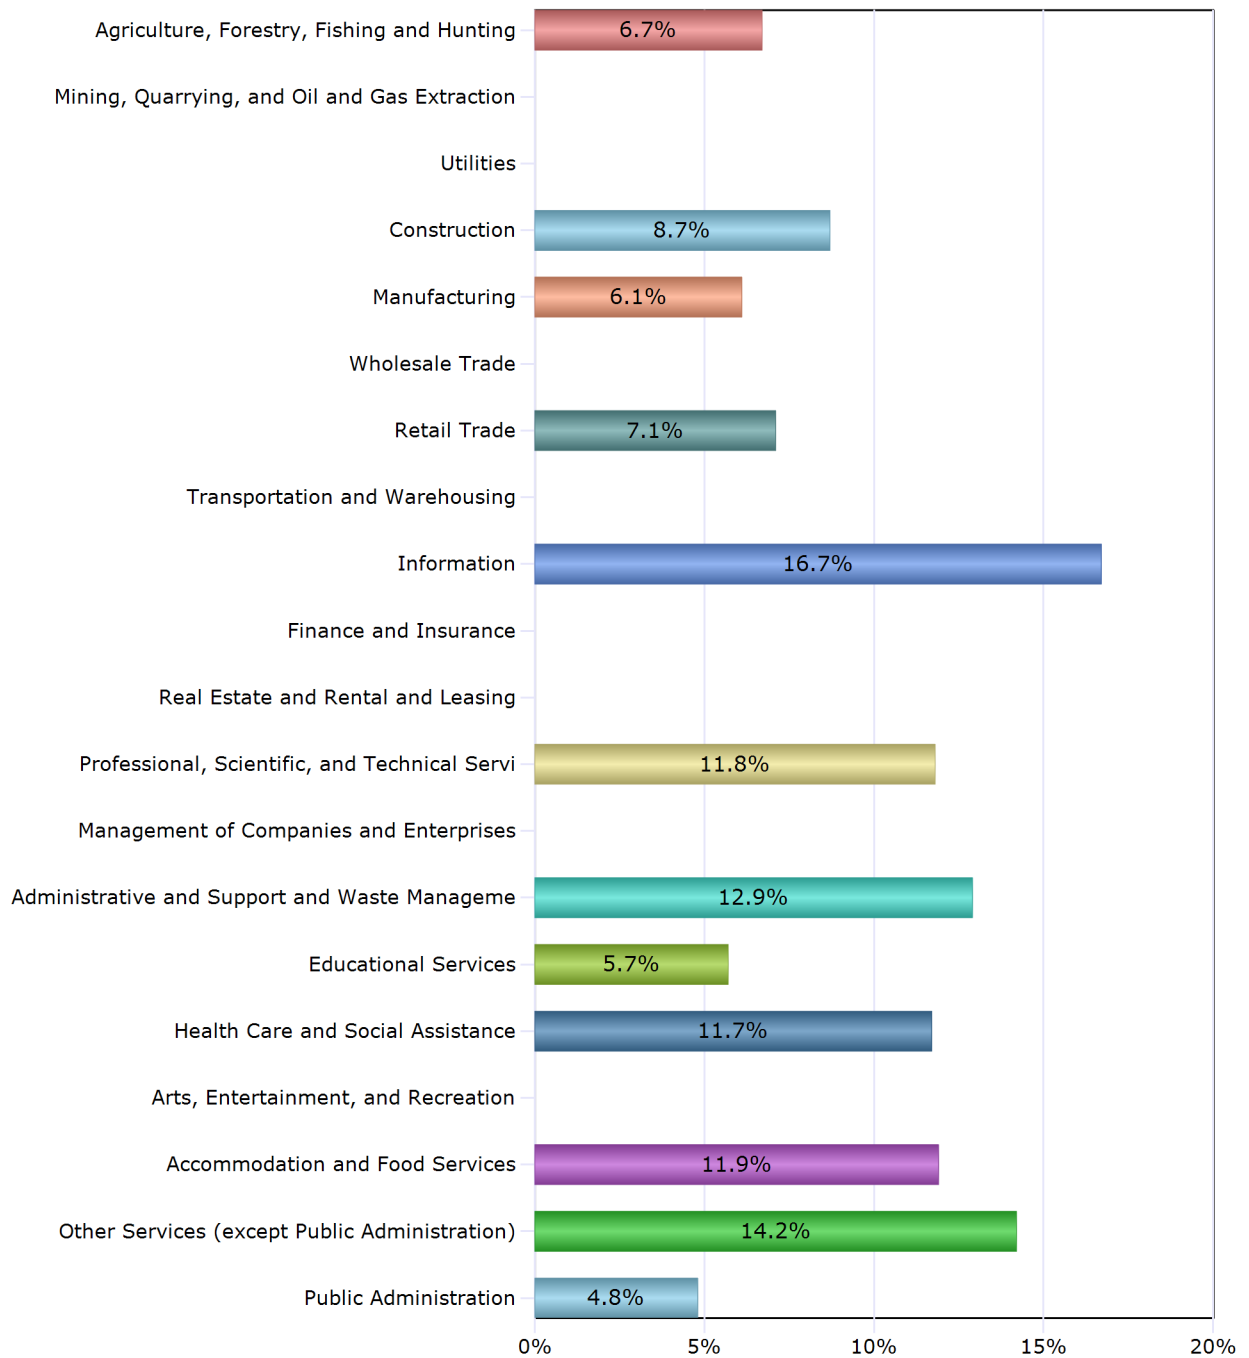 Agriculture, Forestry, Fishing and Hunting 6.7%
Mining, Quarrying, and Oil and Gas Extraction
Utilities
Construction 8.7%
Manufacturing 6.1%
Wholesale Trade
Retail Trade 7.1%
Transportation and Warehousing
Information 16.7%
Finance and Insurance
Real Estate and Rental and Leasing
Professional, Scientific, and Technical Servi 11.8%
Management of Companies and Enterprises
Administrative and Support and Waste Manageme 12.9%
Educational Services 5.7%
Health Care and Social Assistance 11.7%
Arts, Entertainment, and Recreation
Accommodation and Food Services 11.9%
Other Services (except Public Administration) 14.2%
Public Administration 4.8%
0% 5% 10% 15% 20%